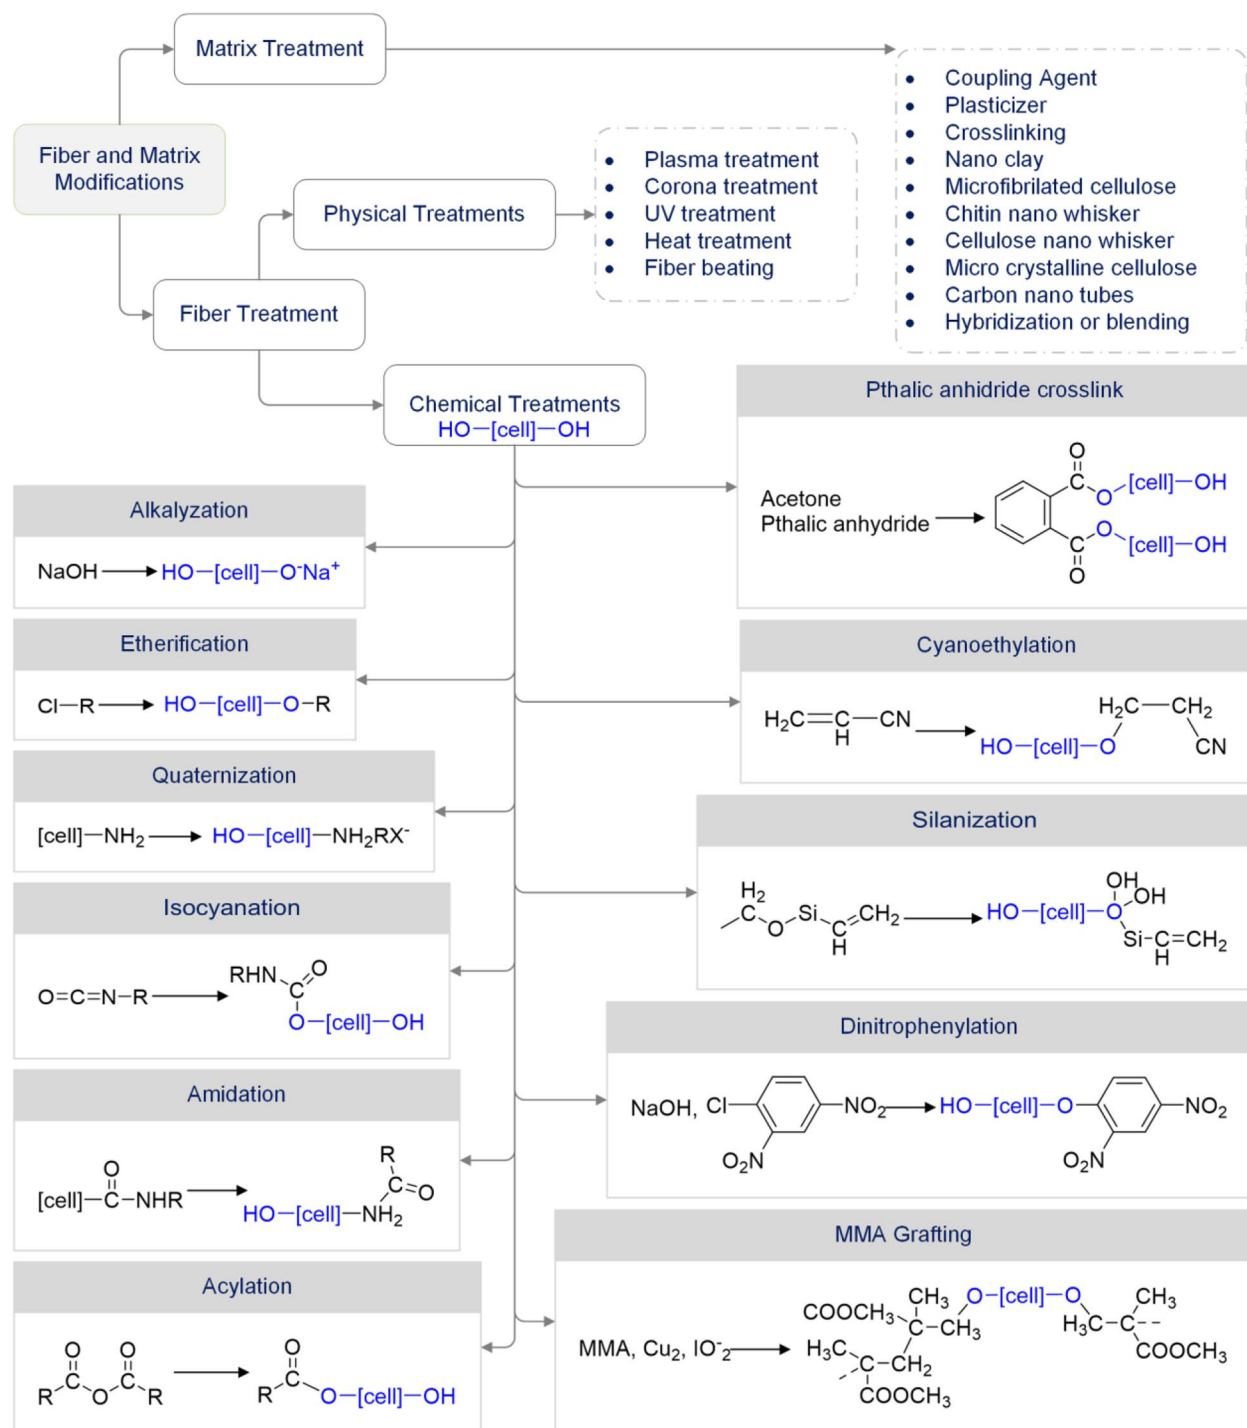 Matrix Treatment
Fiber and Matrix
Modifications
Physical Treatments
Fiber Treatment
• Plasma treatment
• Corona treatment
• UV treatment
• Heat treatment
• Fiber beating
• Coupling Agent
• Plasticizer
• Crosslinking
• Nano clay
• Microfibrilated cellulose
• Chitin nano whisker
• Cellulose nano whisker
• Micro crystalline cellulose
• Carbon nano tubes
• Hybridization or blending
Chemical Treatments
HO—[cell]—OH
Alkalyzation
NaOH → HO—[cell]—O⁻Na⁺
Etherification
Cl—R → HO—[cell]—O—R
Quaternization
[cell]—NH₂ → HO—[cell]—NH₂RX⁻
Isocyanation
O=C=N—R →
RHN
O
C
O—[cell]—OH
Amidation
O
[cell]—C—NHR →
R
C
O
HO—[cell]—NH₂
Acylation
O O
R C O C R →
O
R C O—[cell]—OH
Pthalic anhidride crosslink
Acetone
Pthalic anhydride →
O
C
O—[cell]—OH
O—[cell]—OH
C
O
Cyanoethylation
H₂C=C—CN →
H
H₂C—CH₂
HO—[cell]—O
CN
Silanization
H₂
C
O
Si
C=CH₂ →
H
OH
OH
HO—[cell]—O
Si—C=CH₂
H
Dinitrophenylation
NaOH, Cl
NO₂ →
O₂N
HO—[cell]—O
NO₂
O₂N
MMA Grafting
MMA, Cu₂, IO⁻₂ →
COOCH₃
CH₃
O—[cell]—O
CH₃
C—CH₃
H₃C—C
H₃C
C
CH₂
COOCH₃
COOCH₃